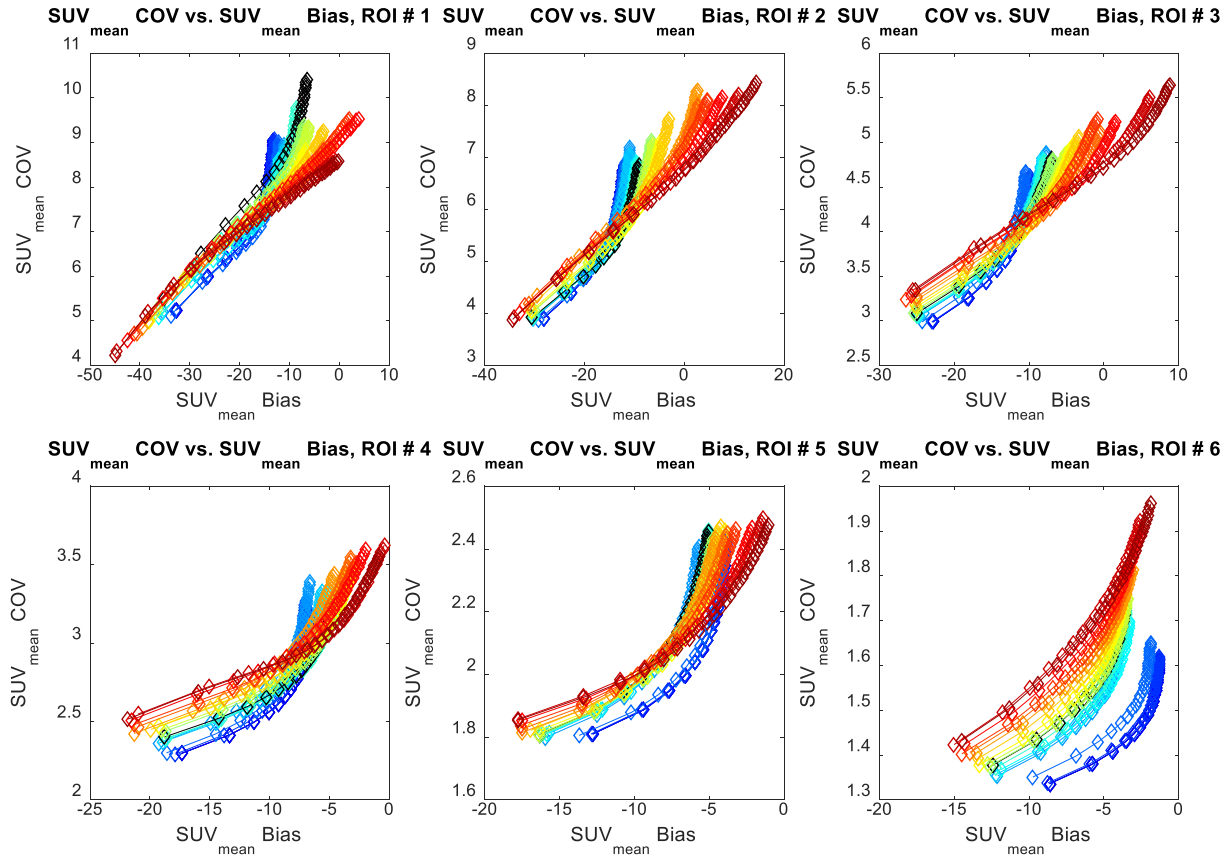 SUVmean COV vs. SUVmean Bias, ROI # 1
11
10
9
8
7
6
5
4
-50 -40 -30 -20 -10 0 10
SUVmean COV
SUVmean Bias
SUVmean COV vs. SUVmean Bias, ROI # 2
9
8
7
6
5
4
3
-40 -20 0 20
SUVmean COV
SUVmean Bias
SUVmean COV vs. SUVmean Bias, ROI # 3
6
5.5
5
4.5
4
3.5
3
2.5
-30 -20 -10 0 10
SUVmean COV
SUVmean Bias
SUVmean COV vs. SUVmean Bias, ROI # 4
4
3.5
3
2.5
2
-25 -20 -15 -10 -5 0
SUVmean COV
SUVmean Bias
SUVmean COV vs. SUVmean Bias, ROI # 5
2.6
2.4
2.2
2
1.8
1.6
-20 -15 -10 -5 0
SUVmean COV
SUVmean Bias
SUVmean COV vs. SUVmean Bias, ROI # 6
2
1.9
1.8
1.7
1.6
1.5
1.4
1.3
-20 -15 -10 -5 0
SUVmean COV
SUVmean Bias